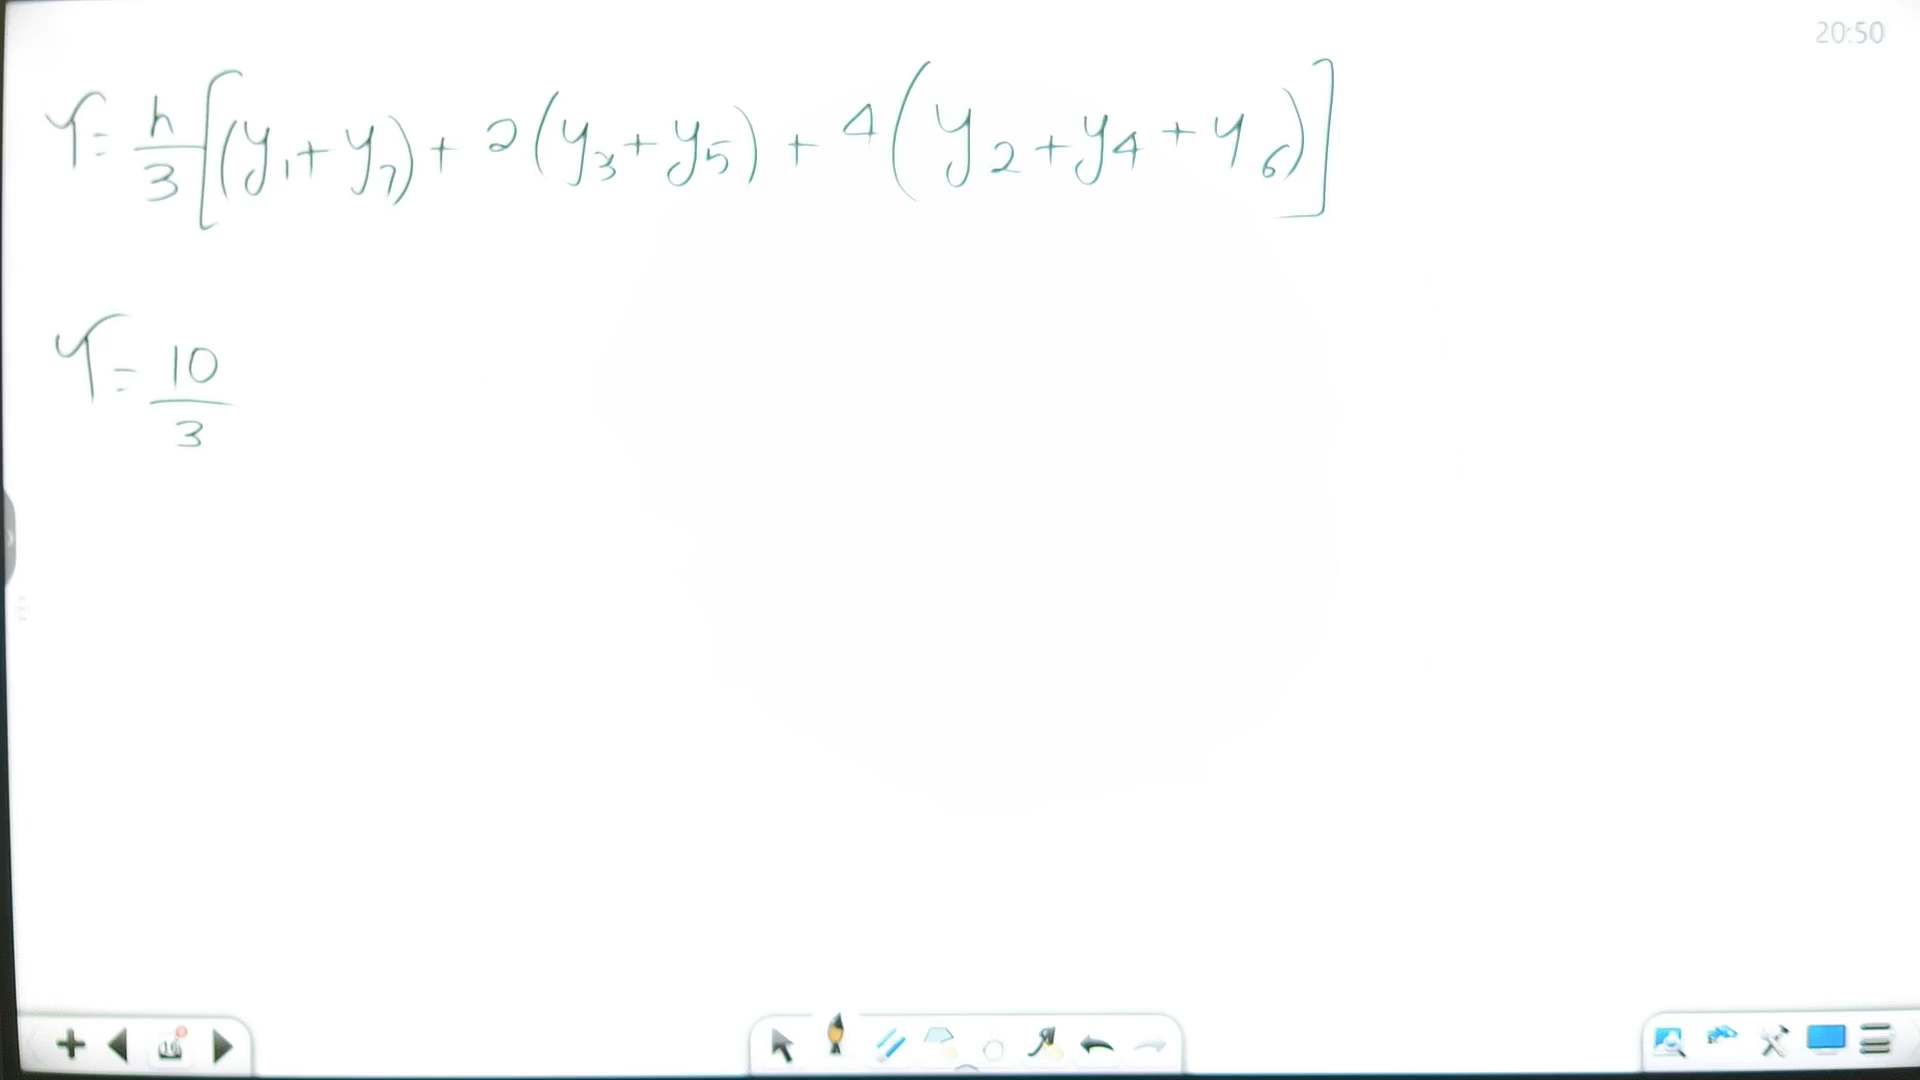 20:50
Y = h/3 [(y₁+y₇) + 2(y₃+y₅) + 4(y₂+y₄+y₆)]
Y = 10/3